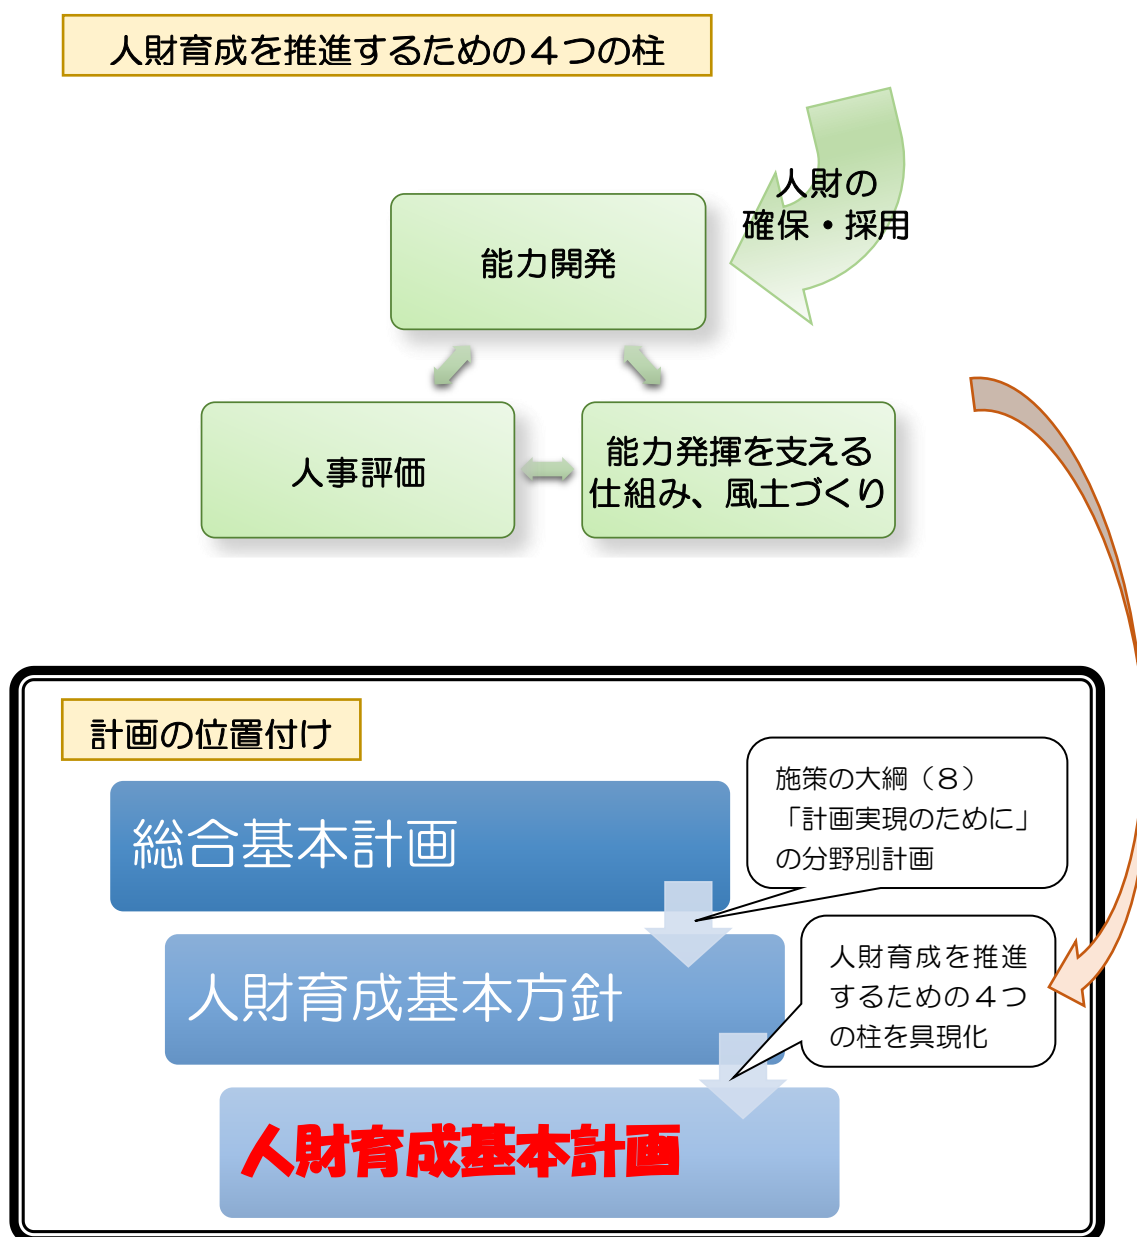 人財育成を推進するための４つの柱
人財の
確保・採用
能力開発
人事評価
能力発揮を支える
仕組み、風土づくり
計画の位置付け
総合基本計画
施策の大綱（８）
「計画実現のために」
の分野別計画
人財育成基本方針
人財育成を推進
するための４つ
の柱を具現化
人財育成基本計画